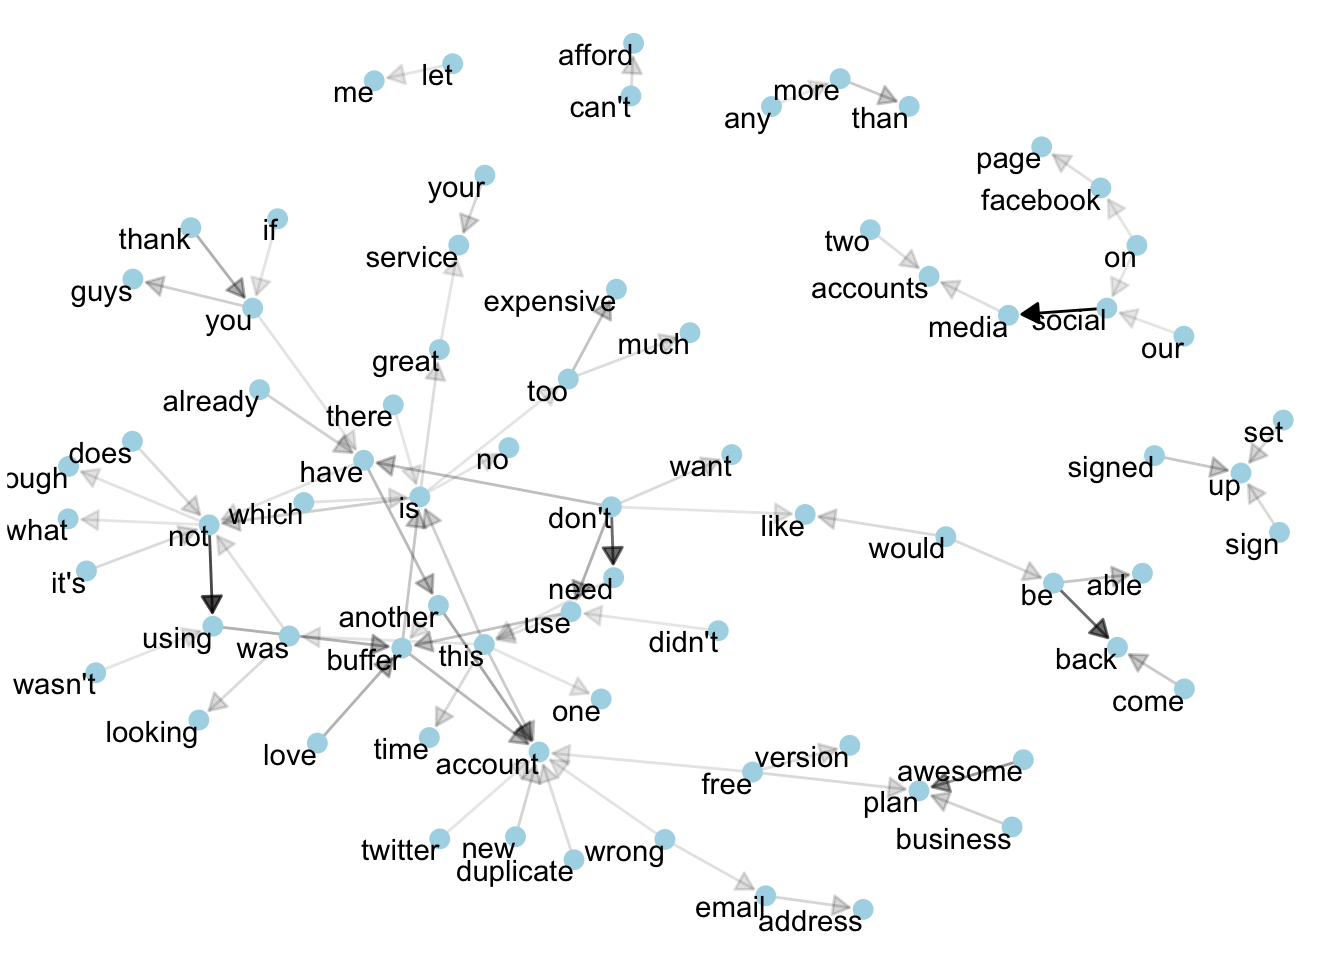 afford
let
me
more
can't
any
than
page
your
facebook
if
thank
two
service
on
guys
accounts
expensive
you
media
social
much
our
great
too
already
there
set
does
no
want
signed
have
ough
up
which
is
don't
like
what
not
would
sign
it's
need
able
be
another
use
using
was
didn't
buffer
this
back
wasn't
come
one
looking
love
time
account
version
awesome
free
plan
business
twitter
new
wrong
duplicate
email
address